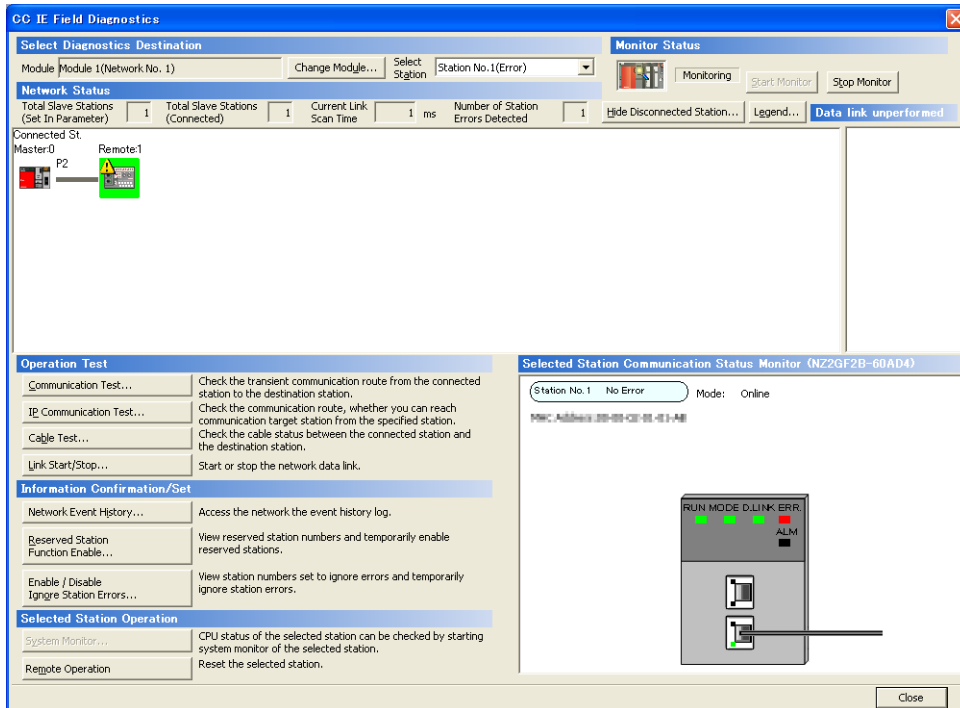 CC IE Field Diagnostics
Select Diagnostics Destination
Module Module 1(Network No. 1)
Change Module...
Select
Station
Station No.1(Error)
Monitor Status
Monitoring
Start Monitor
Stop Monitor
Network Status
Total Slave Stations
(Set In Parameter)
1
Total Slave Stations
(Connected)
1
Current Link
Scan Time
1 ms
Number of Station
Errors Detected
1
Hide Disconnected Station...
Legend...
Data link unperformed
Connected St.
Master:0
Remote:1
P2
Operation Test
Communication Test...
Check the transient communication route from the connected
station to the destination station.
IP Communication Test...
Check the communication route, whether you can reach
communication target station from the specified station.
Cable Test...
Check the cable status between the connected station and
the destination station.
Link Start/Stop...
Start or stop the network data link.
Information Confirmation/Set
Network Event History...
Access the network the event history log.
Reserved Station
Function Enable...
View reserved station numbers and temporarily enable
reserved stations.
Enable / Disable
Ignore Station Errors...
View station numbers set to ignore errors and temporarily
ignore station errors.
Selected Station Operation
System Monitor...
CPU status of the selected station can be checked by starting
system monitor of the selected station.
Remote Operation
Reset the selected station.
Selected Station Communication Status Monitor (NZ2GF2B-60AD4)
Station No. 1 No Error
Mode: Online
RUN MODE D.LINK ERR.
ALM
Close